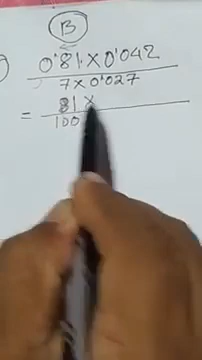 B
0.81 × 0.042
7 × 0.027
= 81 ×
100